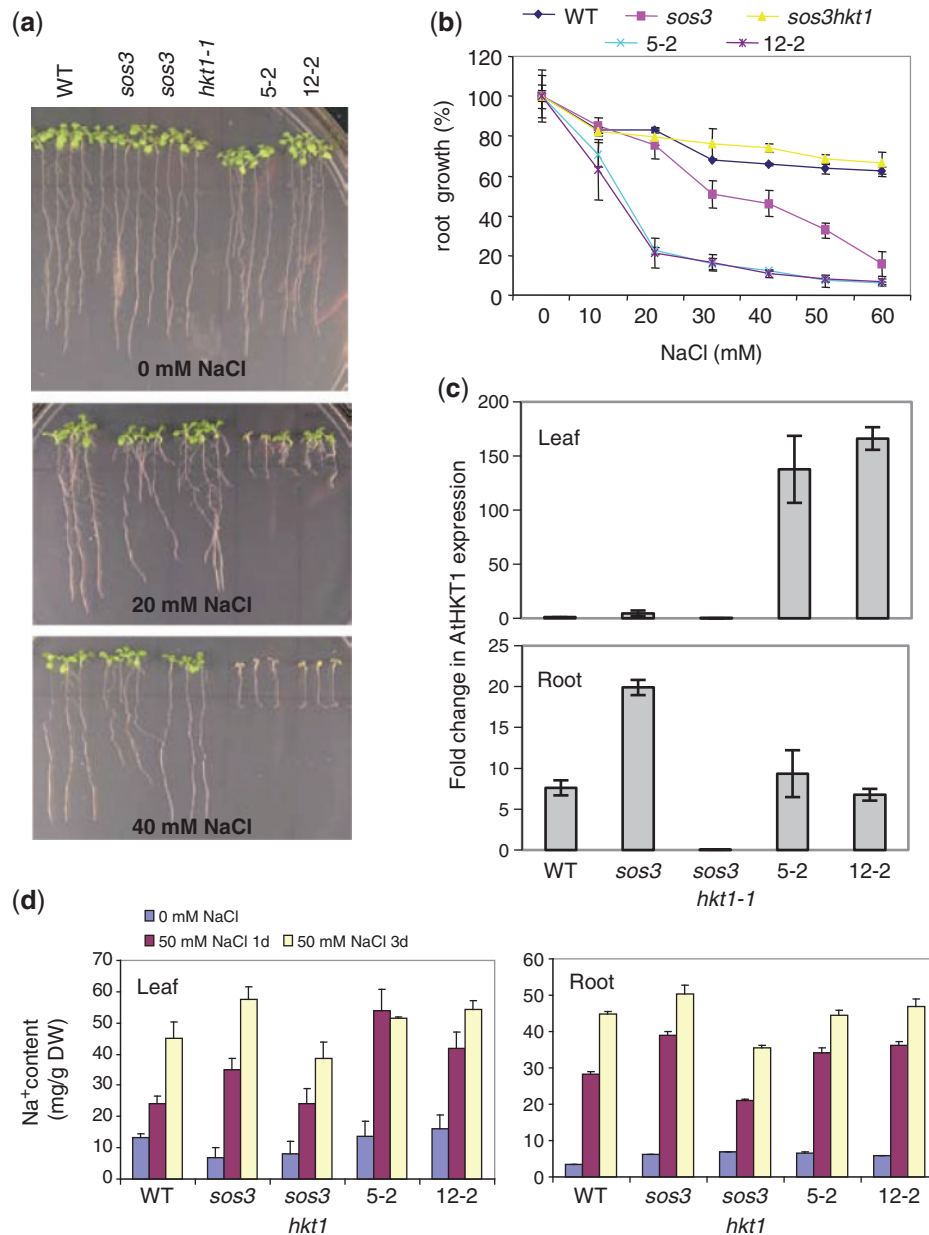 (a)
WT sos3 sos3 hkt1-1 5-2 12-2
0 mM NaCl
20 mM NaCl
40 mM NaCl
(b)
WT sos3 sos3hkt1
5-2 12-2
root growth (%)
120
100
80
60
40
20
0
0 10 20 30 40 50 60
NaCl (mM)
(c)
Fold change in AtHKT1 expression
Leaf
200
150
100
50
0
Root
25
20
15
10
5
0
WT sos3 sos3 5-2 12-2
hkt1-1
(d)
0 mM NaCl
50 mM NaCl 1d 50 mM NaCl 3d
Na+content
(mg/g DW)
Leaf
70
60
50
40
30
20
10
0
WT sos3 sos3 5-2 12-2
hkt1
Root
60
50
40
30
20
10
0
WT sos3 sos3 5-2 12-2
hkt1